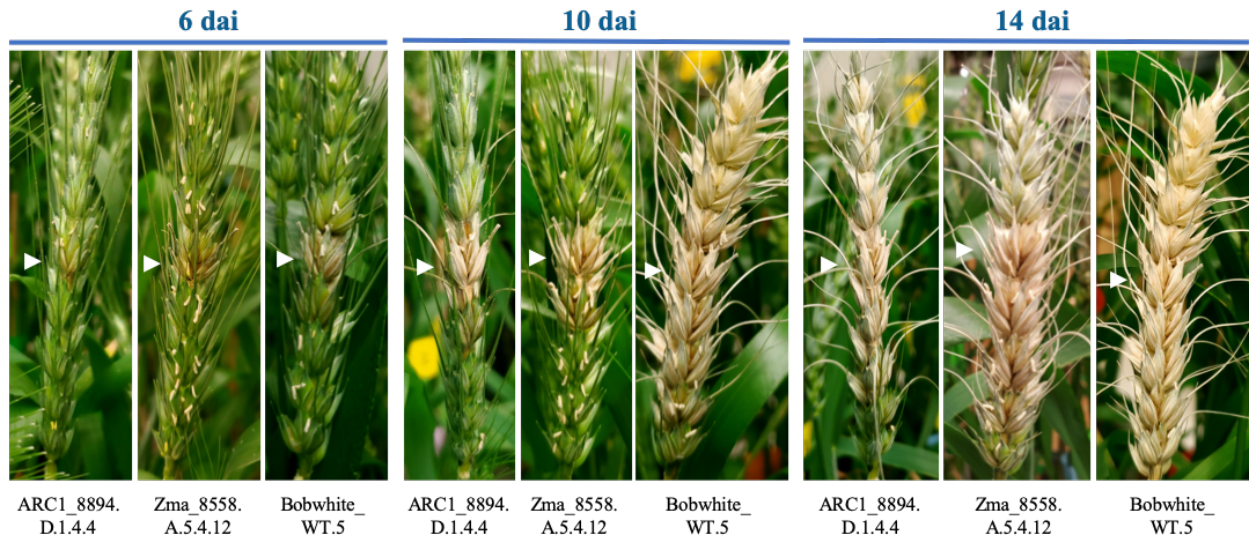 6 dai
10 dai
14 dai
ARC1_8894.
D.1.4.4
Zma_8558.
A.5.4.12
Bobwhite_
WT.5
ARC1_8894.
D.1.4.4
Zma_8558.
A.5.4.12
Bobwhite_
WT.5
ARC1_8894.
D.1.4.4
Zma_8558.
A.5.4.12
Bobwhite_
WT.5